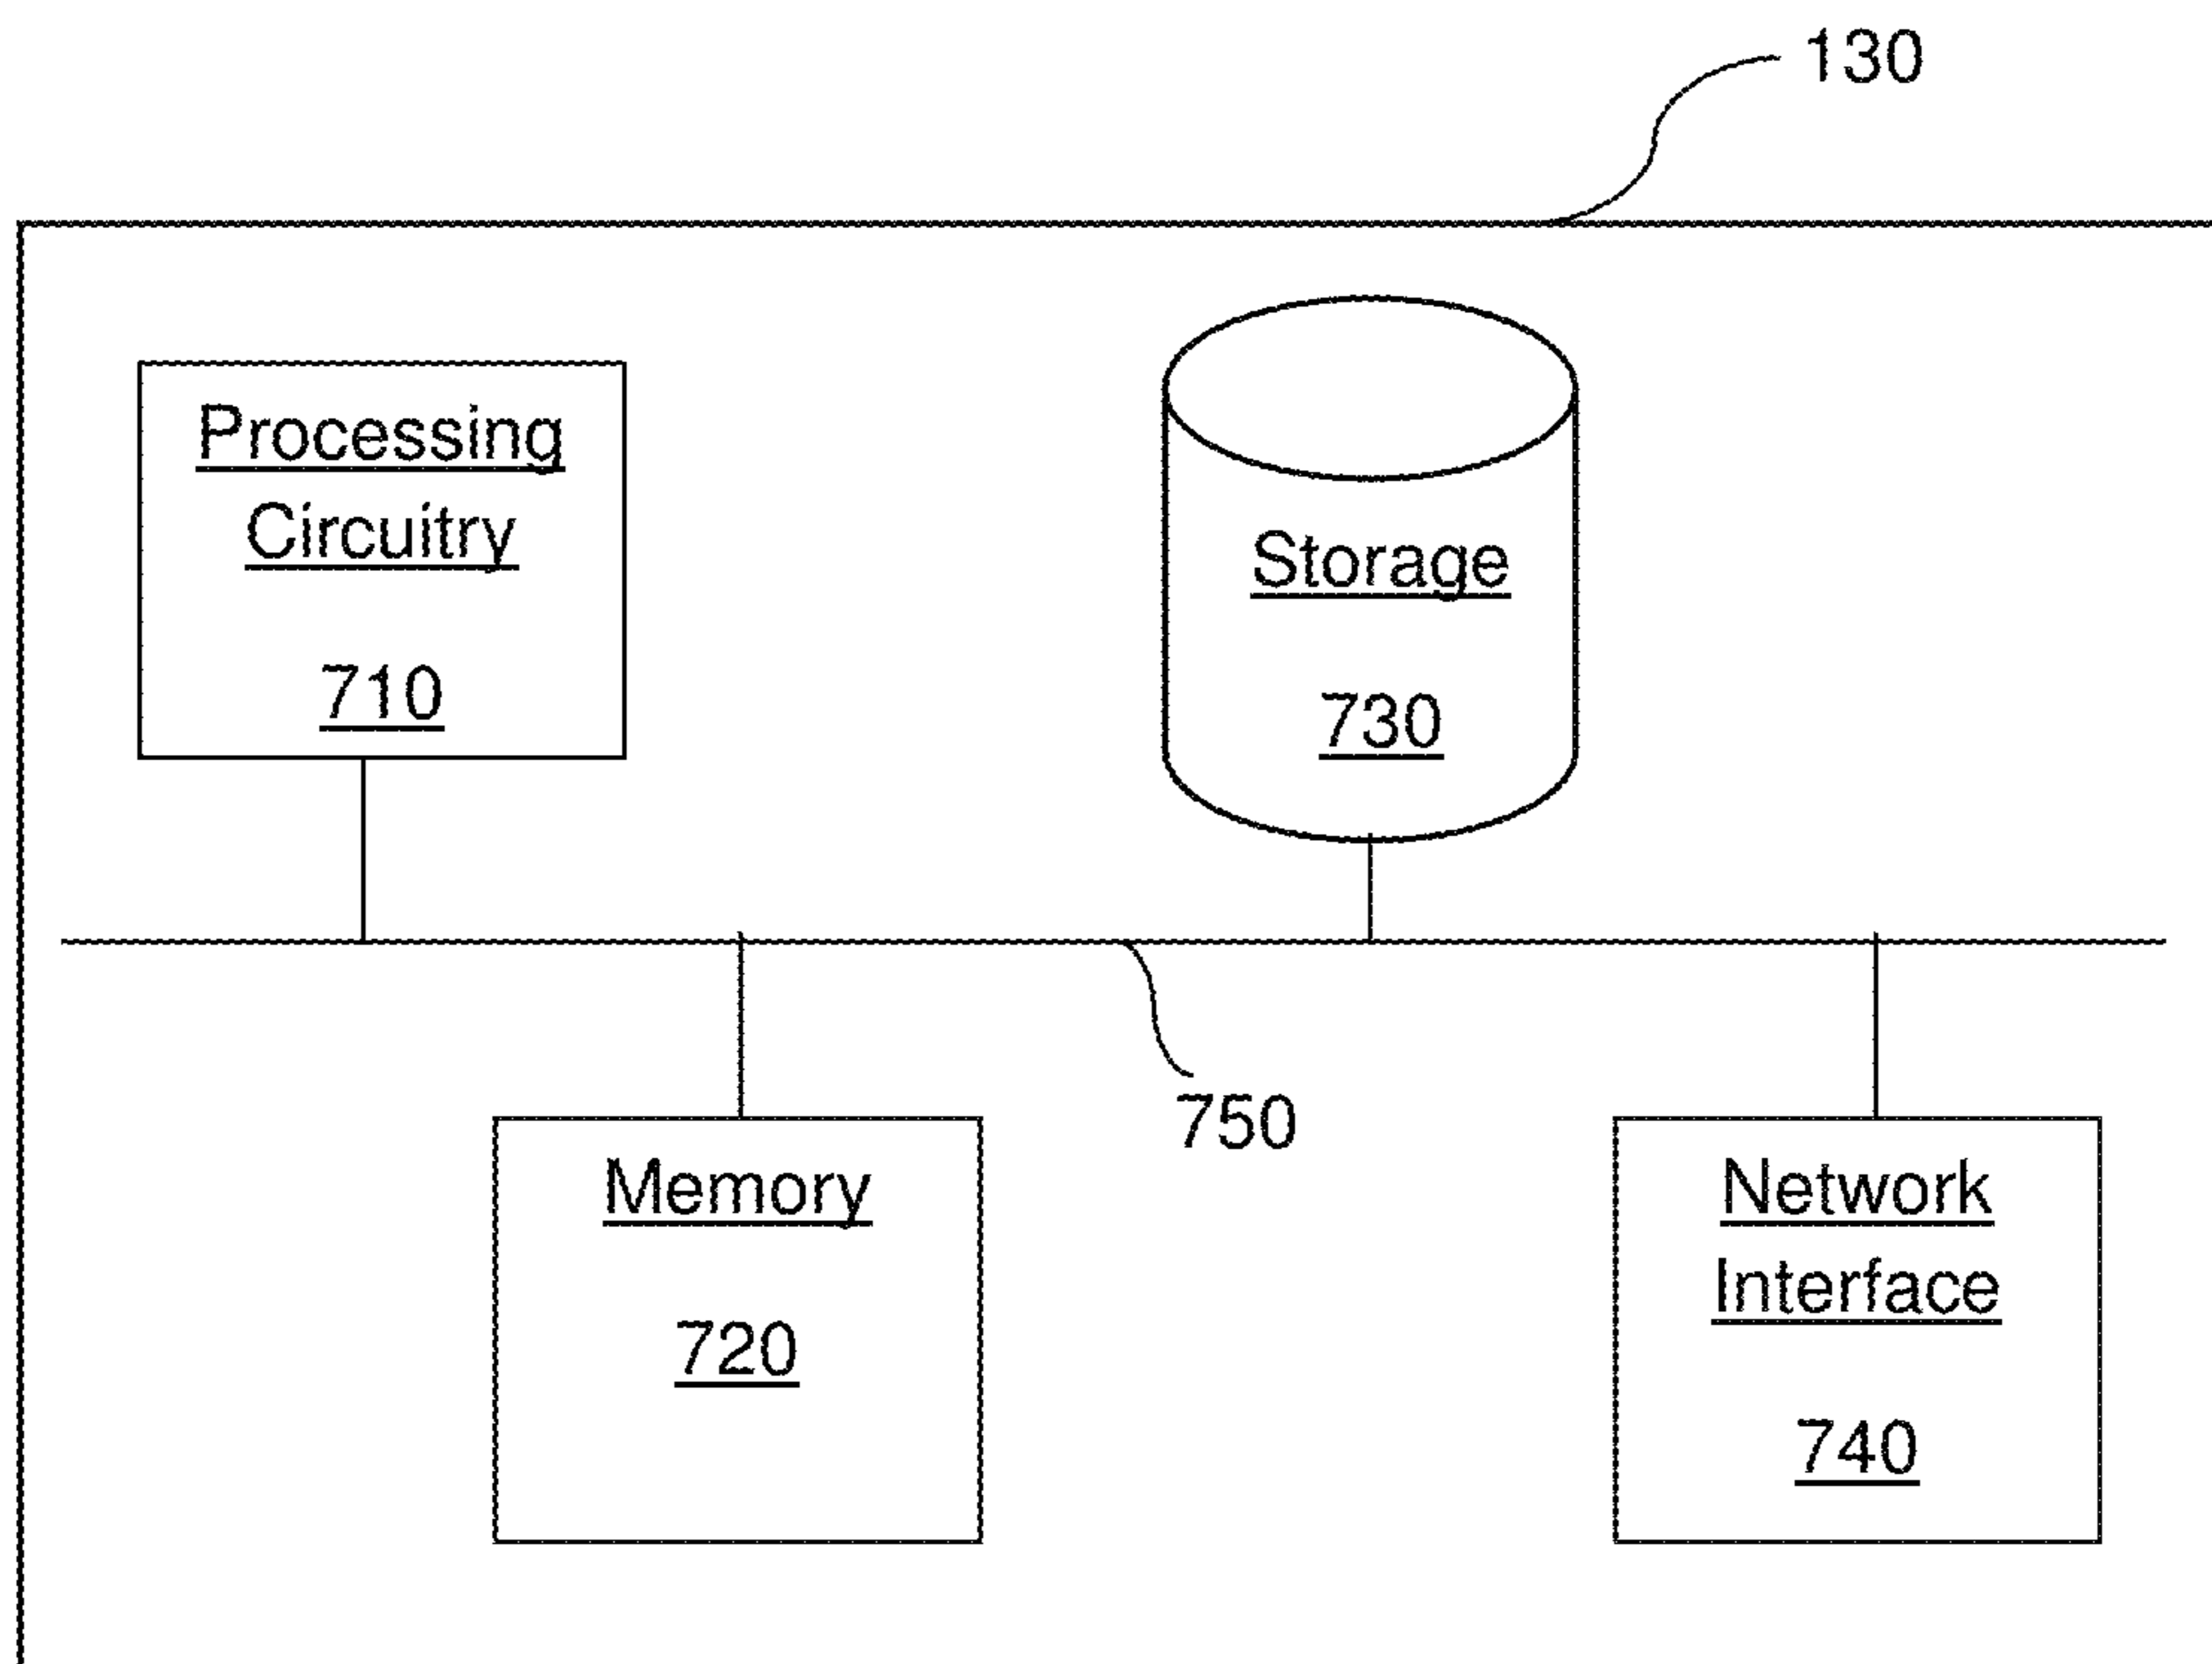 130
Processing
Circuitry
710
Storage
730
750
Memory
720
Network
Interface
740